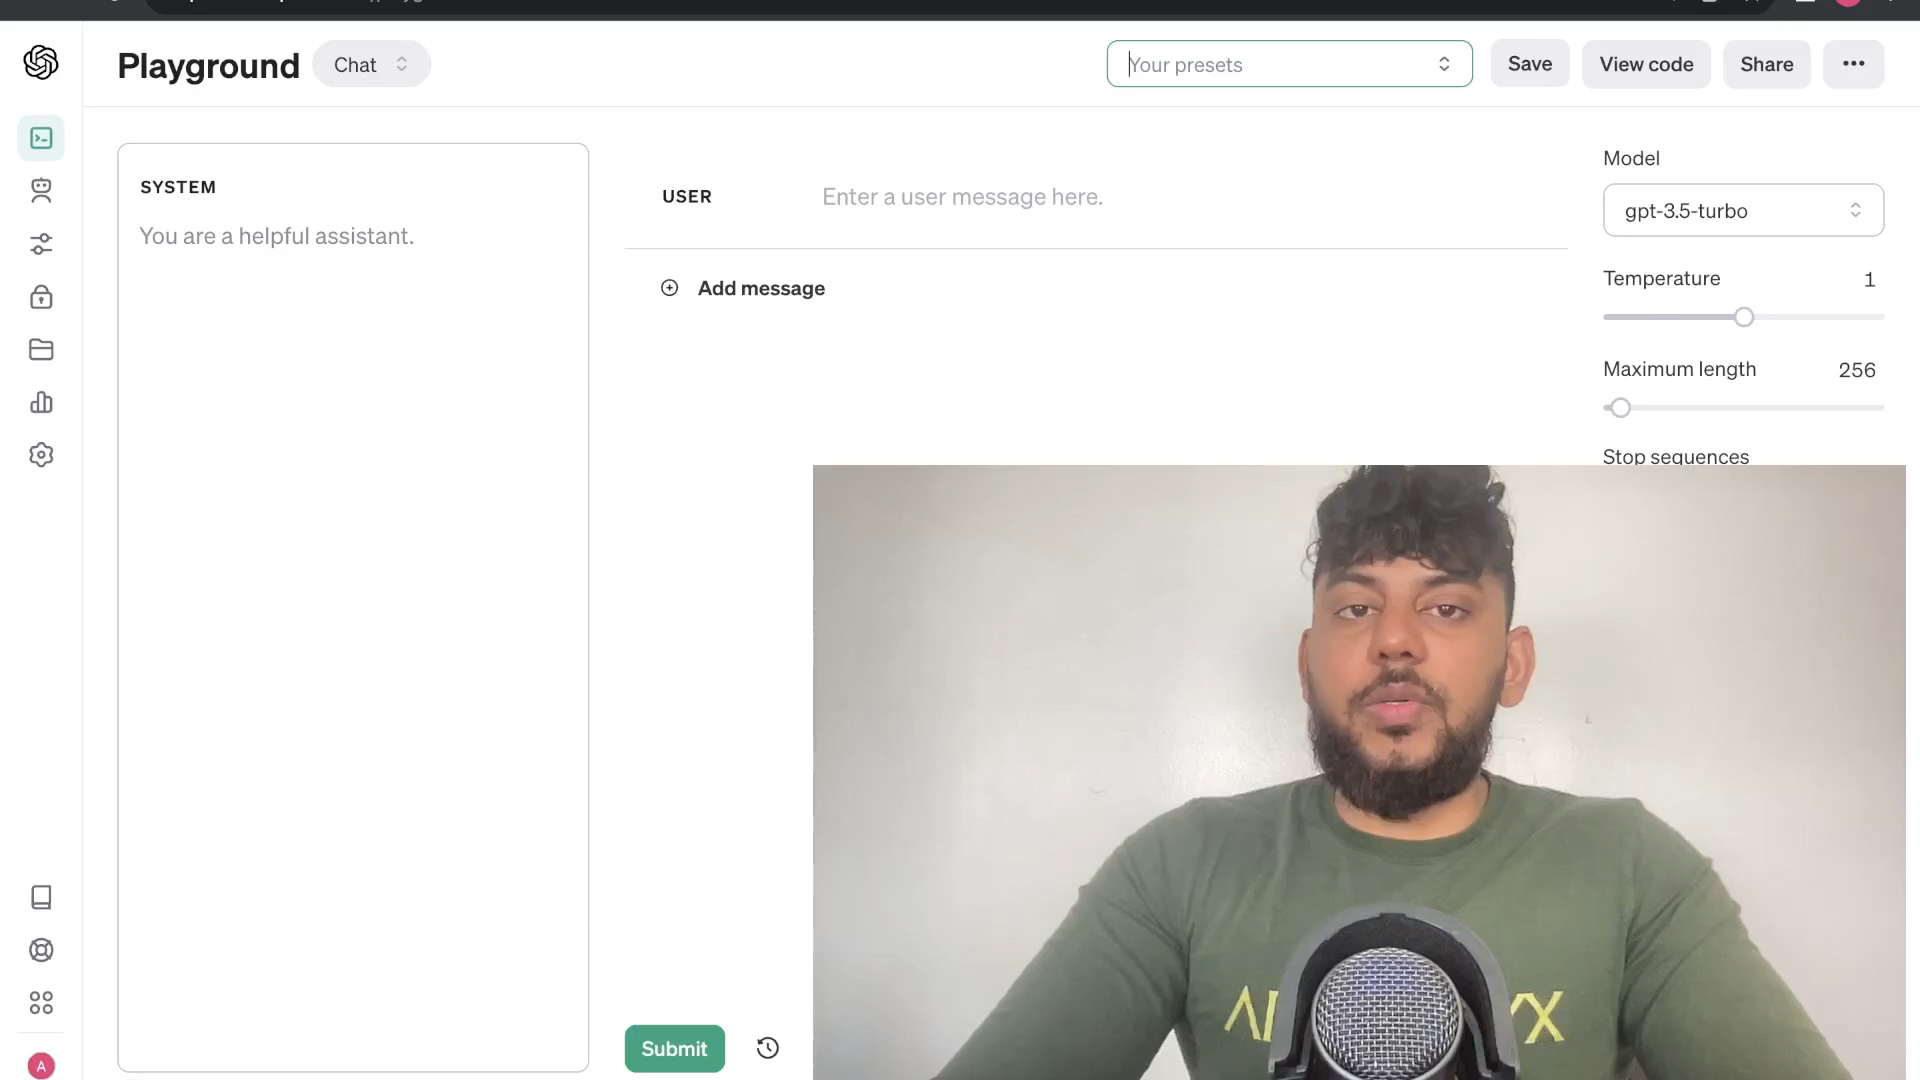 Playground
Chat
Your presets
Save
View code
Share
SYSTEM
You are a helpful assistant.
USER
Enter a user message here.
Add message
Model
gpt-3.5-turbo
Temperature
1
Maximum length
256
Stop sequences
Submit
A